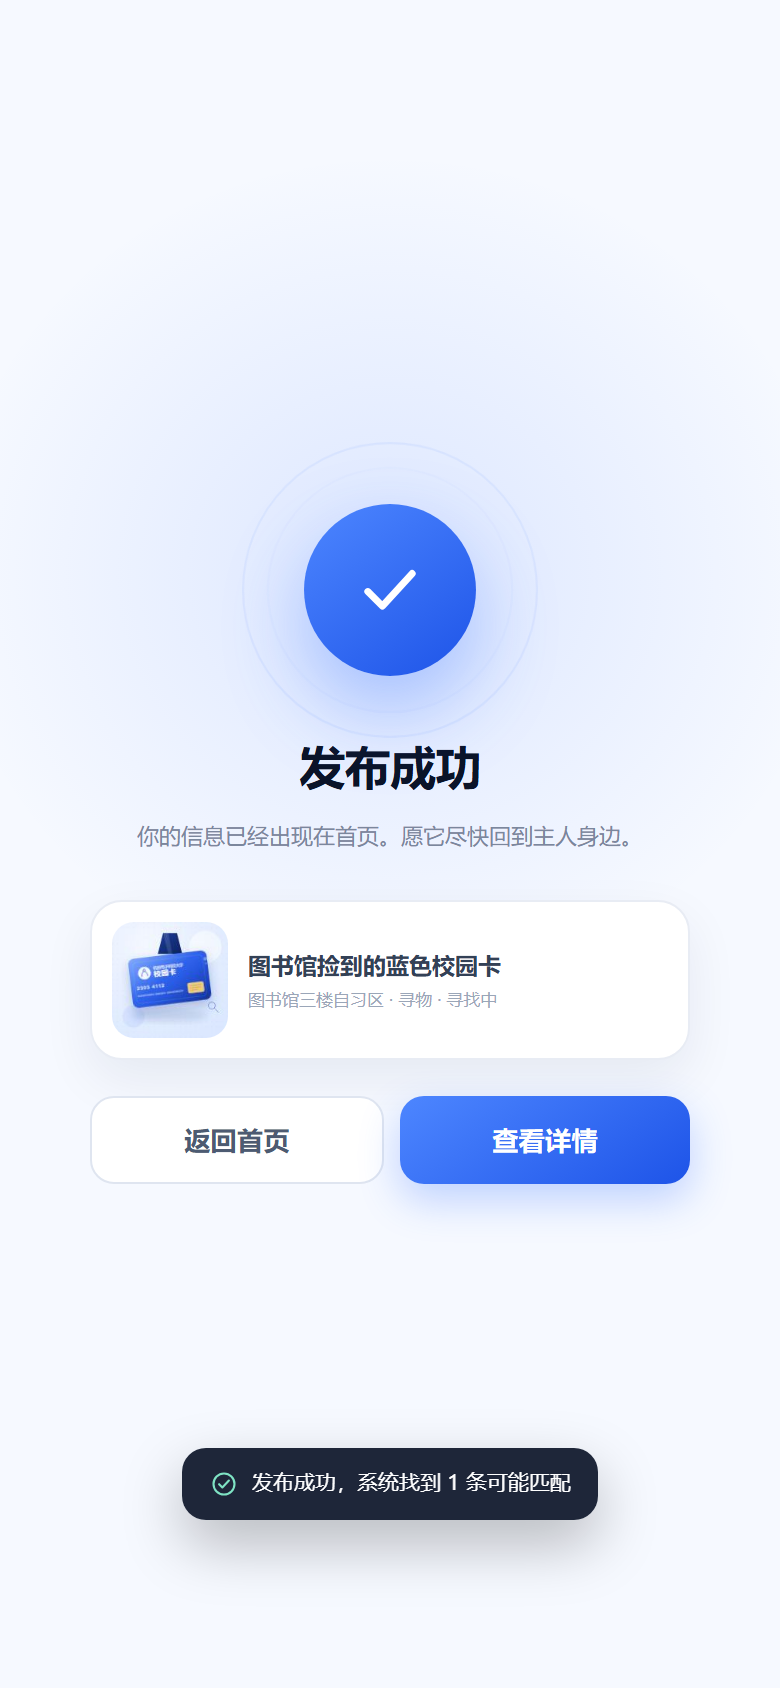 发布成功
你的信息已经出现在首页。愿它尽快回到主人身边。
校园卡
图书馆捡到的蓝色校园卡
图书馆三楼自习区 · 寻物 · 寻找中
返回首页
查看详情
发布成功，系统找到 1 条可能匹配